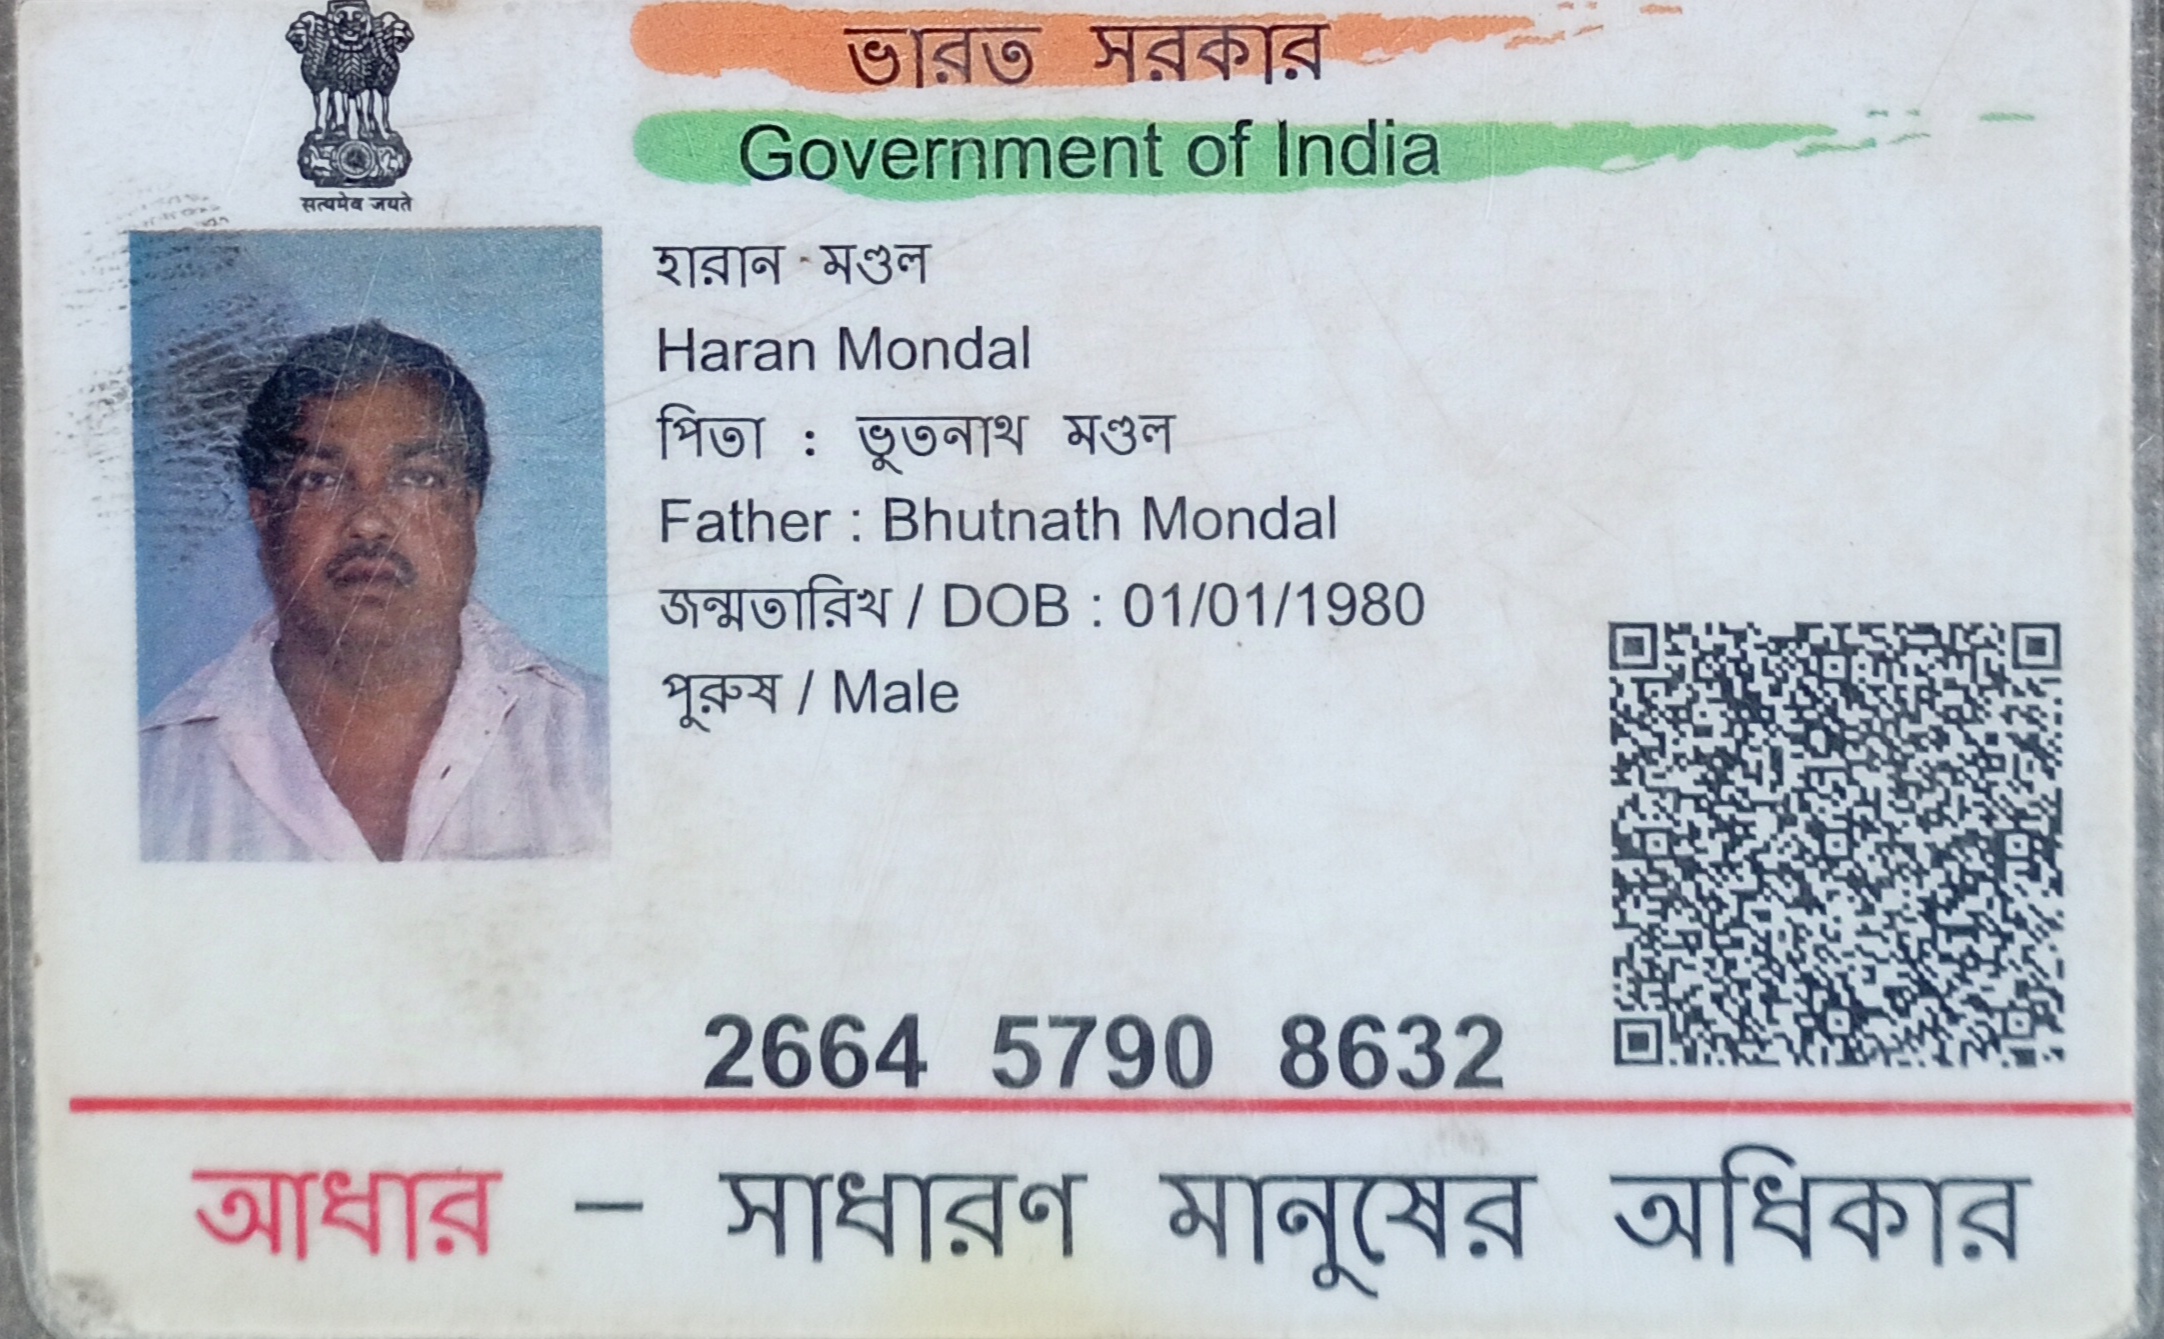 ভারত সরকার
Government of India
सत्यमेव जयते
হারান মণ্ডল
Haran Mondal
পিতা : ভূতনাথ মণ্ডল
Father : Bhutnath Mondal
জন্মতারিখ / DOB : 01/01/1980
পুরুষ / Male
2664 5790 8632
আধার – সাধারণ মানুষের অধিকার